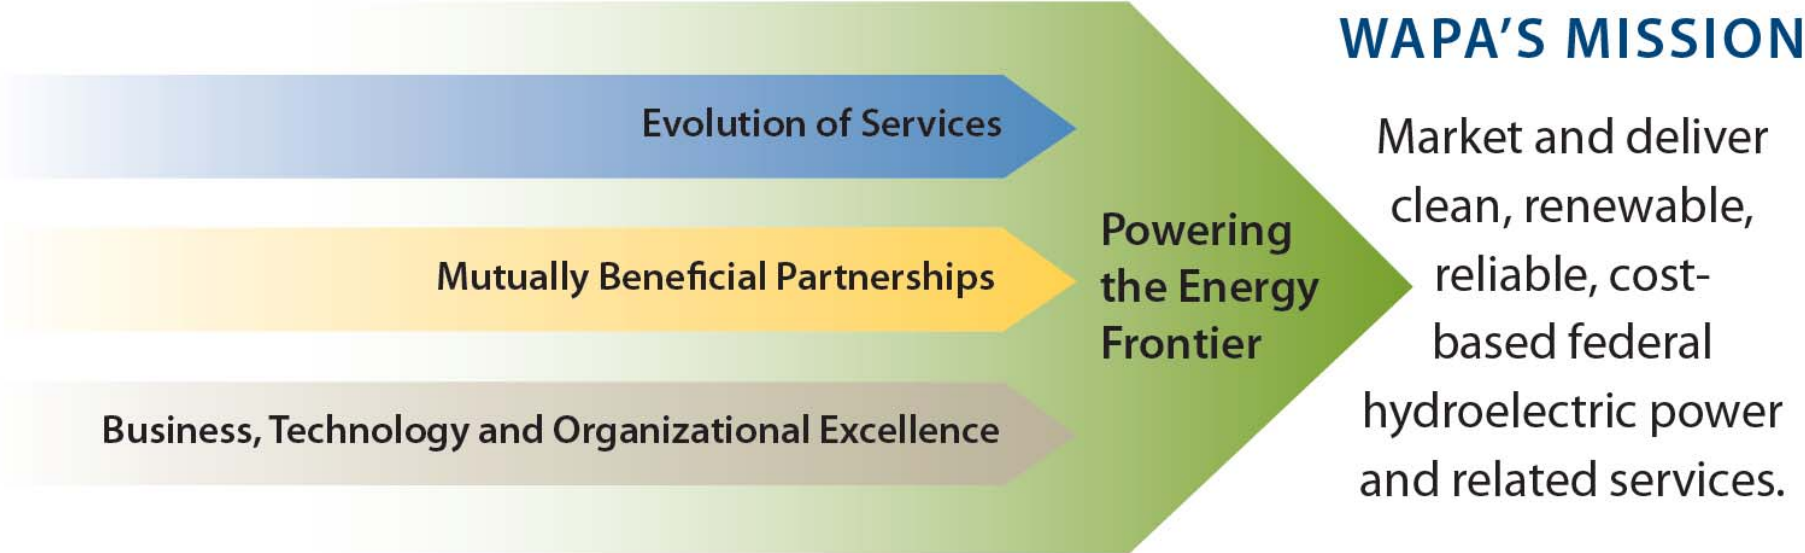 Evolution of Services
Mutually Beneficial Partnerships
Business, Technology and Organizational Excellence
Powering
the Energy
Frontier
WAPA’S MISSION
Market and deliver
clean, renewable,
reliable, cost-
based federal
hydroelectric power
and related services.